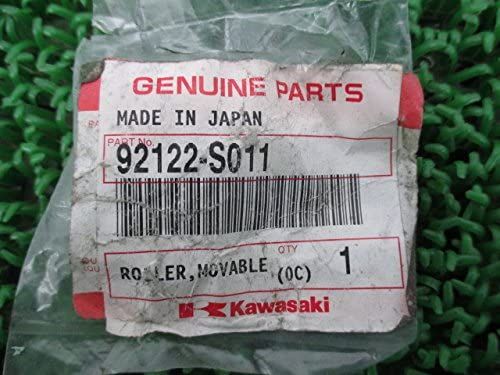 GENUINE PARTS
MADE IN JAPAN
PART No.
92122-S011
QTY
ROLLER, MOVABLE (0C) 1
Kawasaki